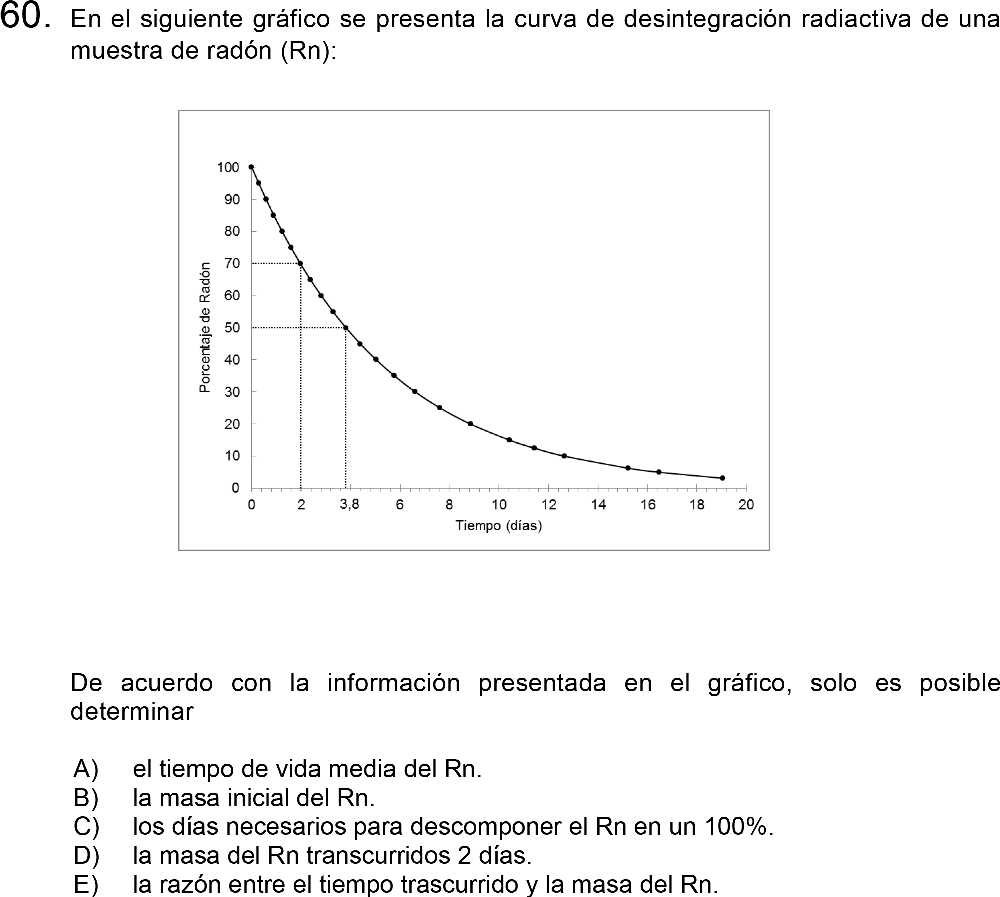 60. En el siguiente gráfico se presenta la curva de desintegración radiactiva de una
muestra de radón (Rn):
100
90
80
70
60
50
40
30
20
10
0
Porcentaje de Radón
0 2 3,8 6 8 10 12 14 16 18 20
Tiempo (días)
De acuerdo con la información presentada en el gráfico, solo es posible
determinar
A) el tiempo de vida media del Rn.
B) la masa inicial del Rn.
C) los días necesarios para descomponer el Rn en un 100%.
D) la masa del Rn transcurridos 2 días.
E) la razón entre el tiempo trascurrido y la masa del Rn.